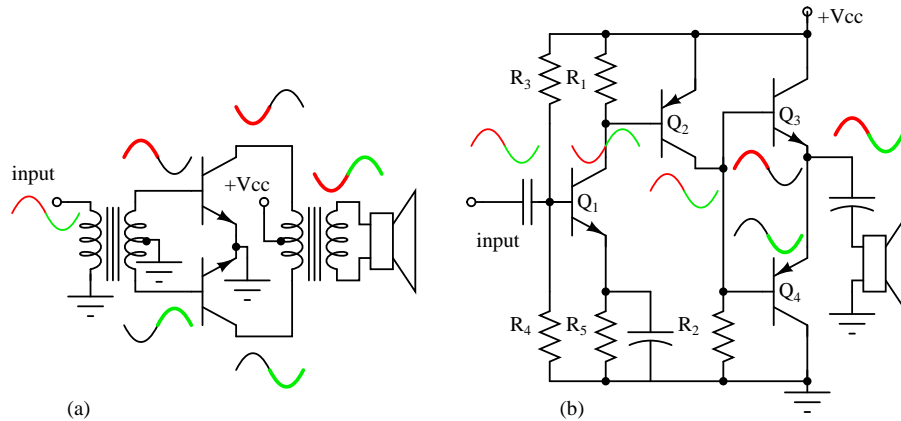 input
+Vcc
(a)
+Vcc
R3
R1
Q2
Q3
Q1
input
Q4
R4
R5
R2
(b)